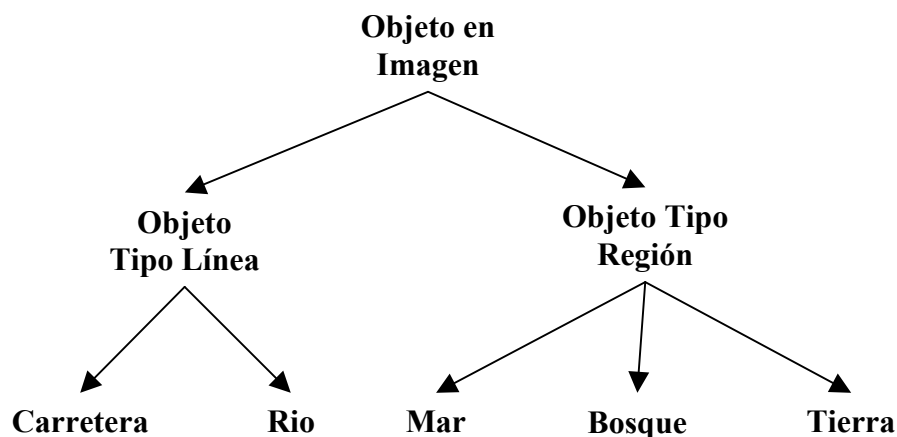 Objeto en
Imagen
Objeto
Tipo Línea
Objeto Tipo
Región
Carretera
Rio
Mar
Bosque
Tierra